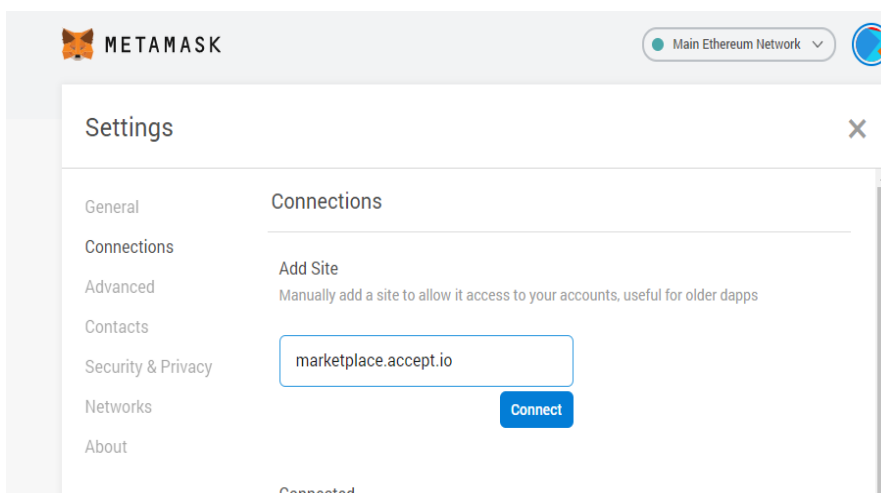 METAMASK
Main Ethereum Network
Settings
General
Connections
Advanced
Contacts
Security & Privacy
Networks
About
Connections
Add Site
Manually add a site to allow it access to your accounts, useful for older dapps
marketplace.accept.io
Connect
Connected